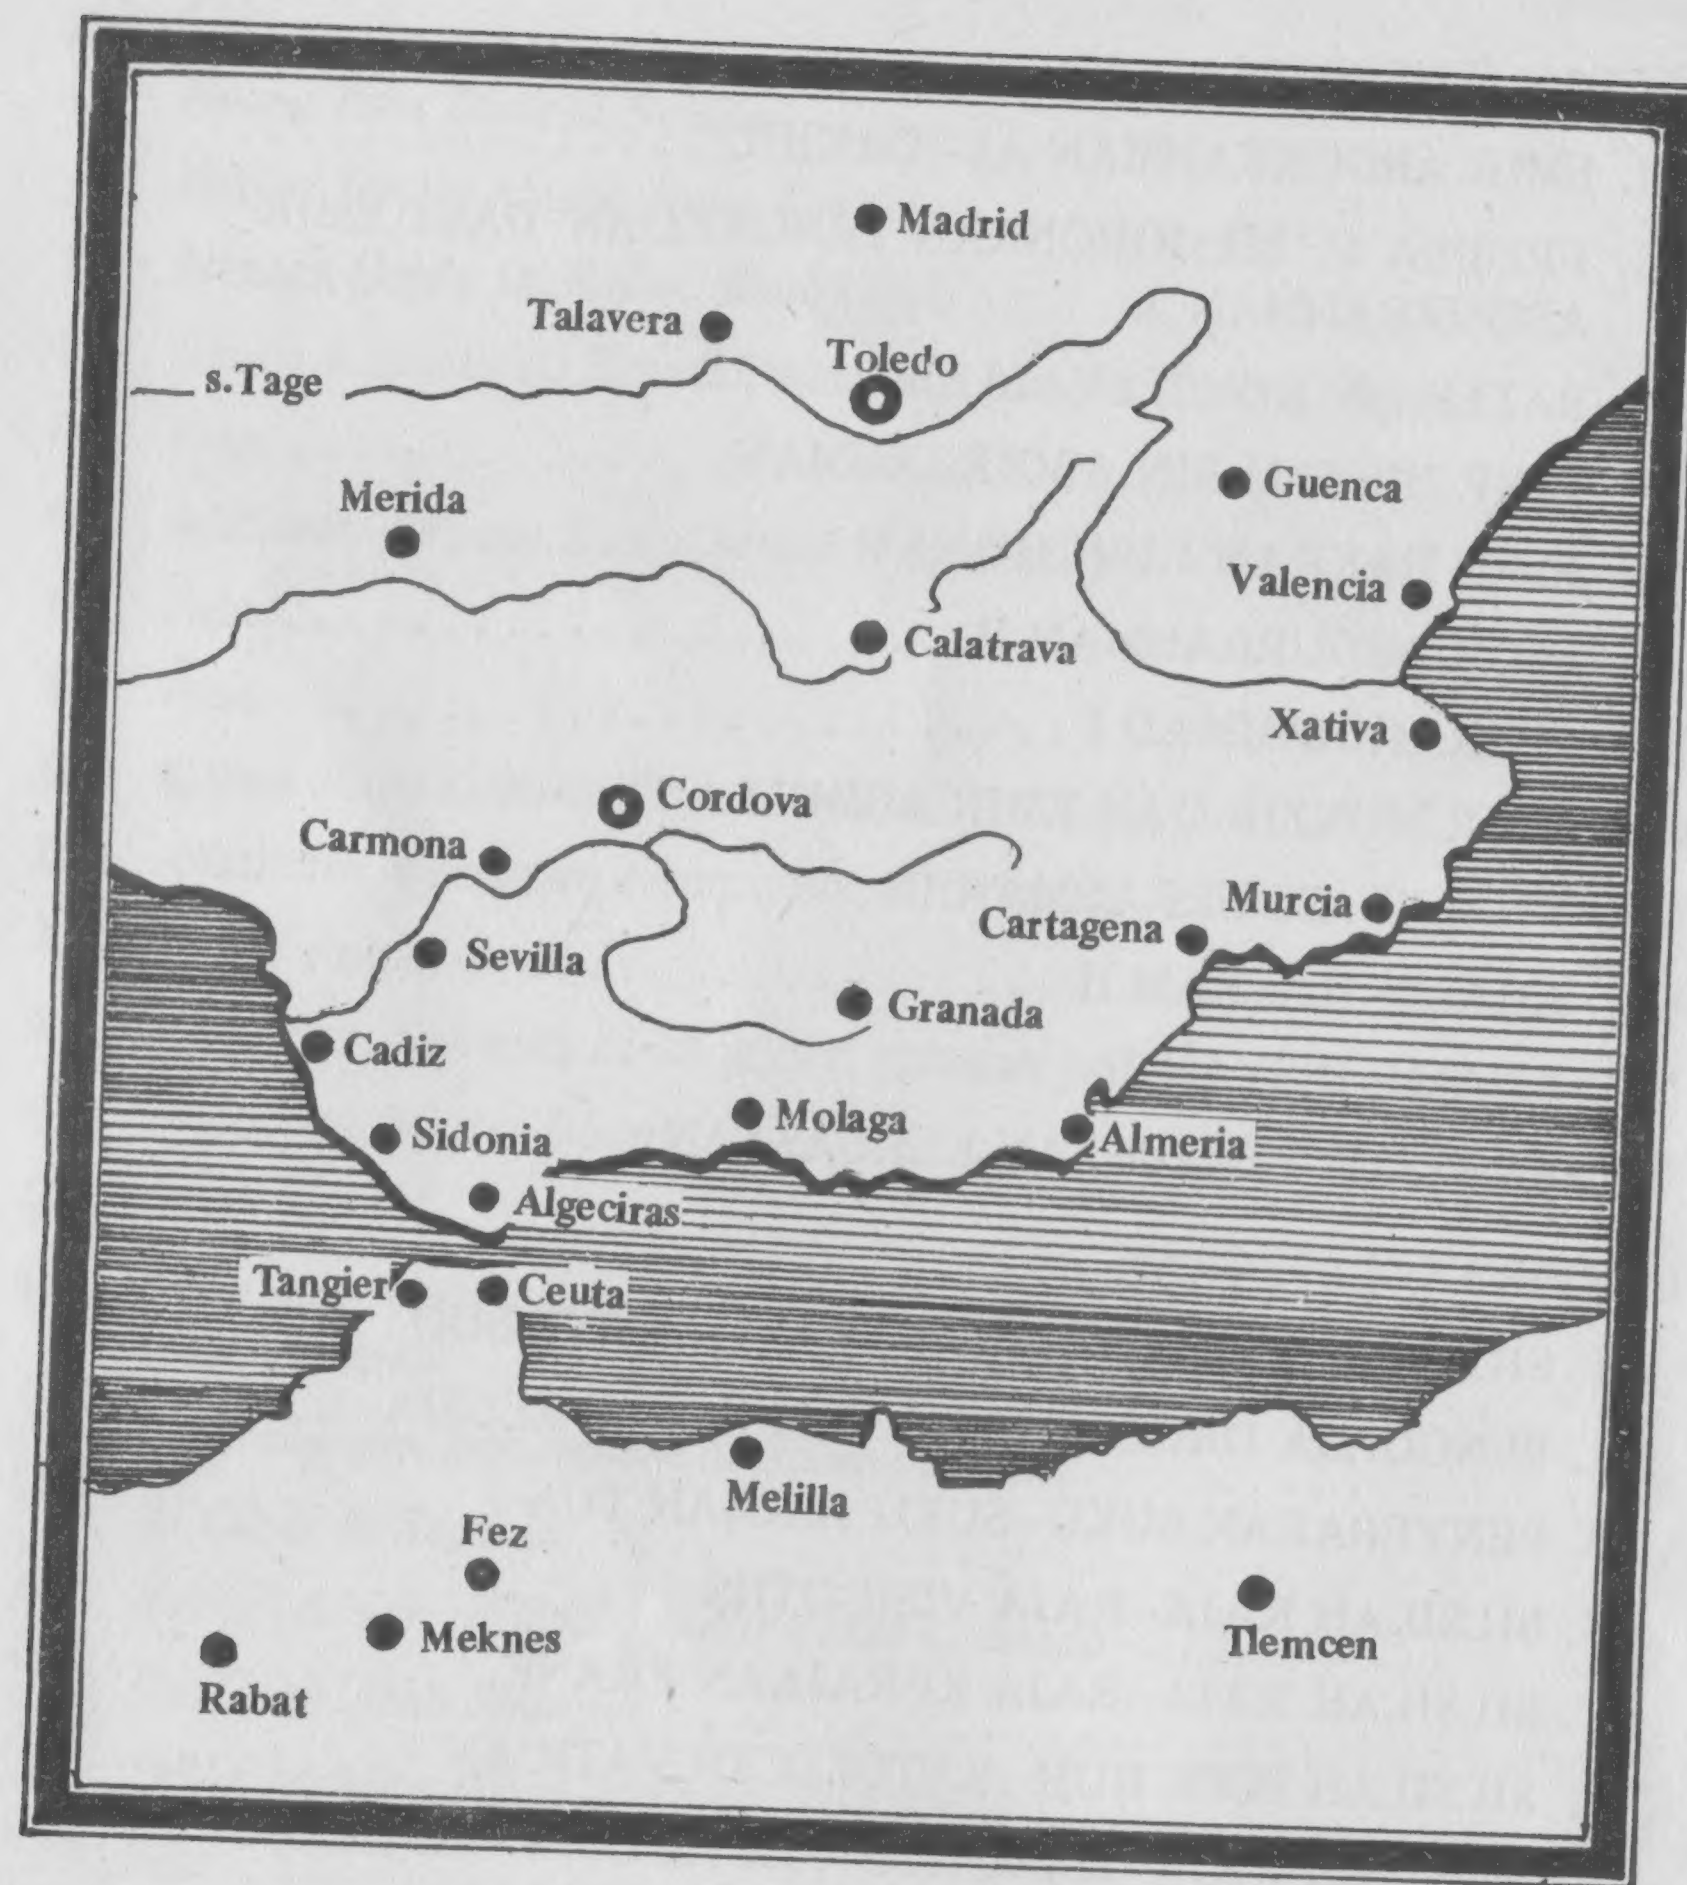 Madrid
Talavera
Toledo
s.Tage
Guenca
Merida
Valencia
Calatrava
Xativa
Cordova
Carmona
Murcia
Cartagena
Sevilla
Granada
Cadiz
Molaga
Sidonia
Almeria
Algeciras
Tangier
Ceuta
Melilla
Fez
Meknes
Tlemcen
Rabat